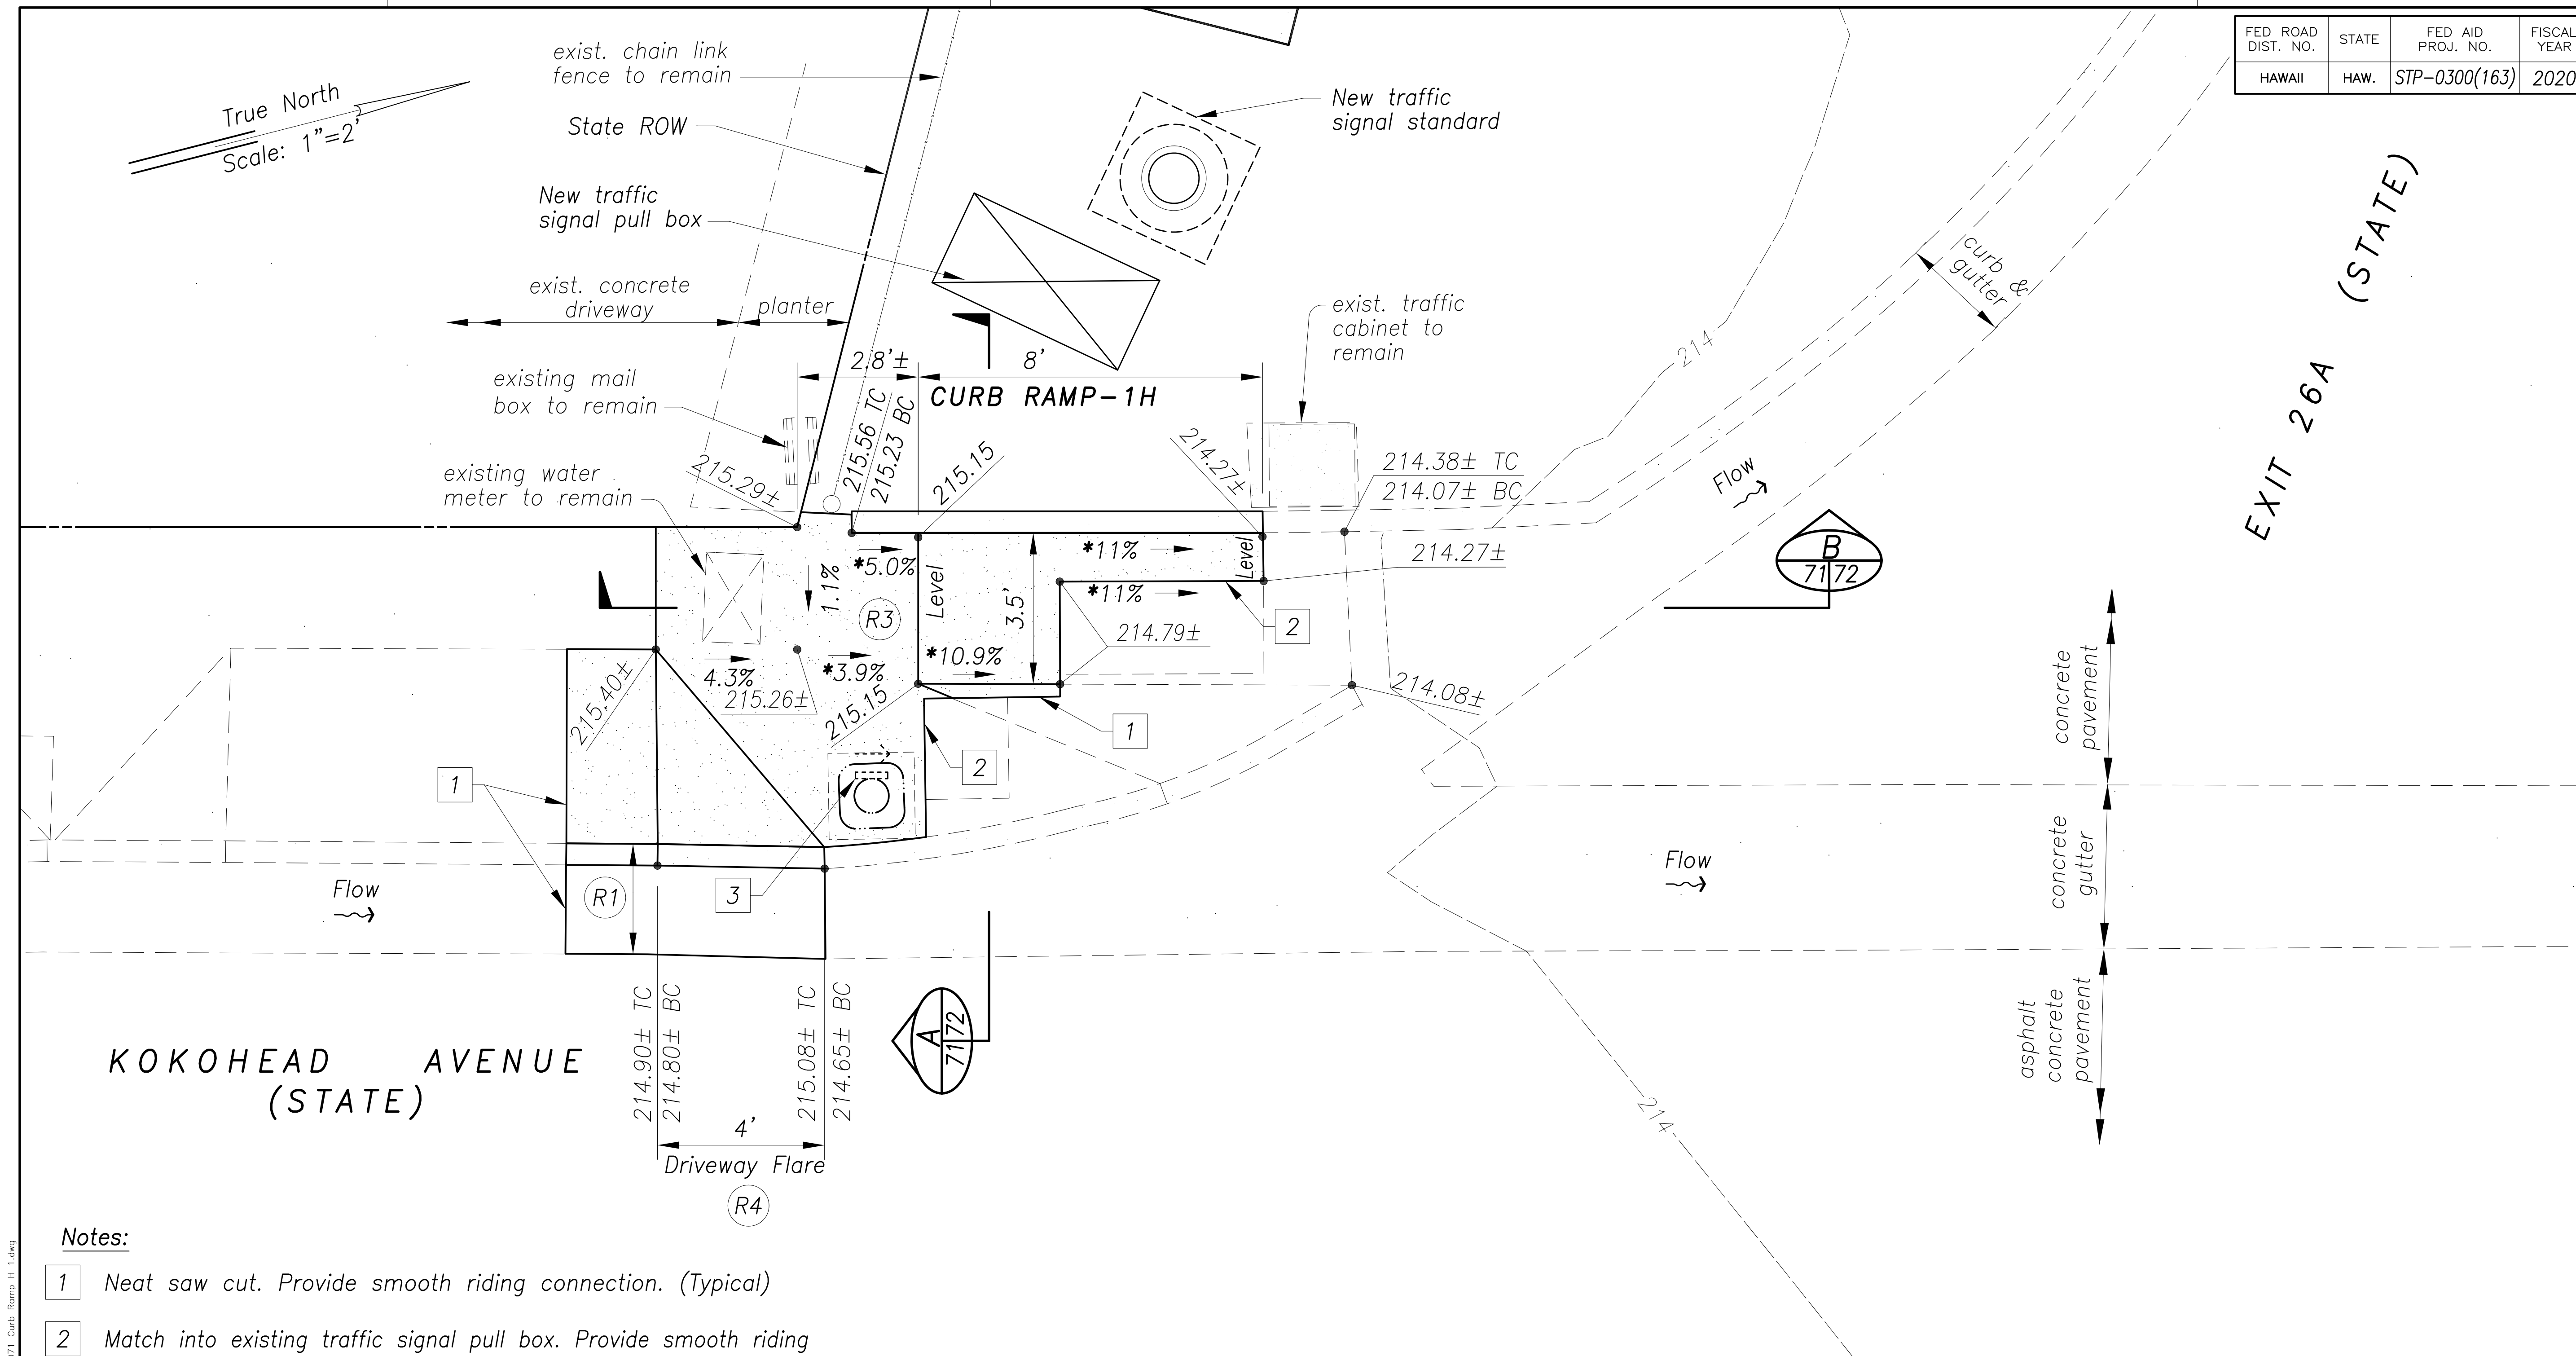 FED ROAD
DIST. NO.
STATE
FED AID
PROJ. NO.
FISCAL
YEAR
HAWAII
HAW.
STP-0300(163)
2020
True North
Scale: 1"=2'
exist. chain link
fence to remain
State ROW
New traffic
signal pull box
exist. concrete
driveway
planter
existing mail
box to remain
existing water
meter to remain
New traffic
signal standard
exist. traffic
cabinet to
remain
2.8'±
8'
CURB RAMP-1H
215.56 TC
215.23 BC
215.29±
215.15
214.27±
214.38± TC
214.07± BC
214.27±
214
curb &
gutter
EXIT 26A (STATE)
Flow
B
71 72
*5.0%
1.1%
R3
Level
3.5'
*11%
*11%
Level
214.79±
2
*10.9%
4.3%
*3.9%
215.26±
215.40±
215.15
214.08±
1
2
1
3
R1
Flow
Flow
concrete
pavement
concrete
gutter
asphalt
concrete
pavement
214.90± TC
214.80± BC
215.08± TC
214.65± BC
A
71 72
4'
Driveway Flare
R4
KOKOHEAD AVENUE
(STATE)
214
Notes:
1 Neat saw cut. Provide smooth riding connection. (Typical)
2 Match into existing traffic signal pull box. Provide smooth riding
071 Curb Ramp H 1.dwg